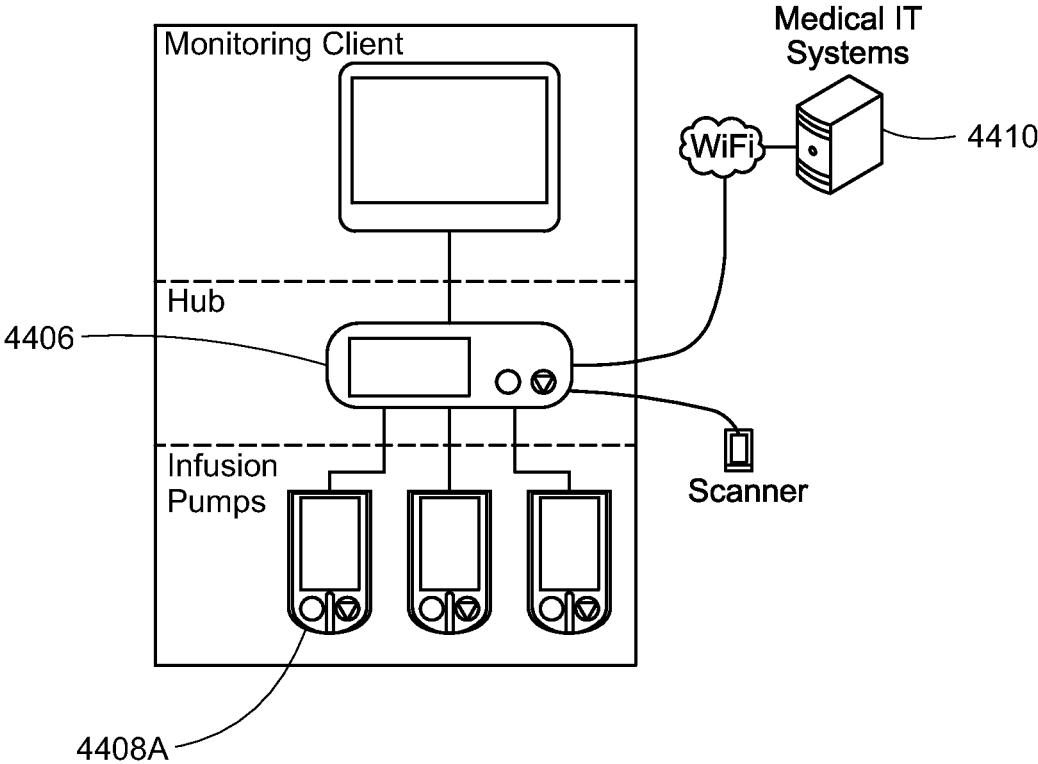 Monitoring Client
Medical IT
Systems
WiFi
4410
Hub
4406
Infusion
Pumps
Scanner
4408A